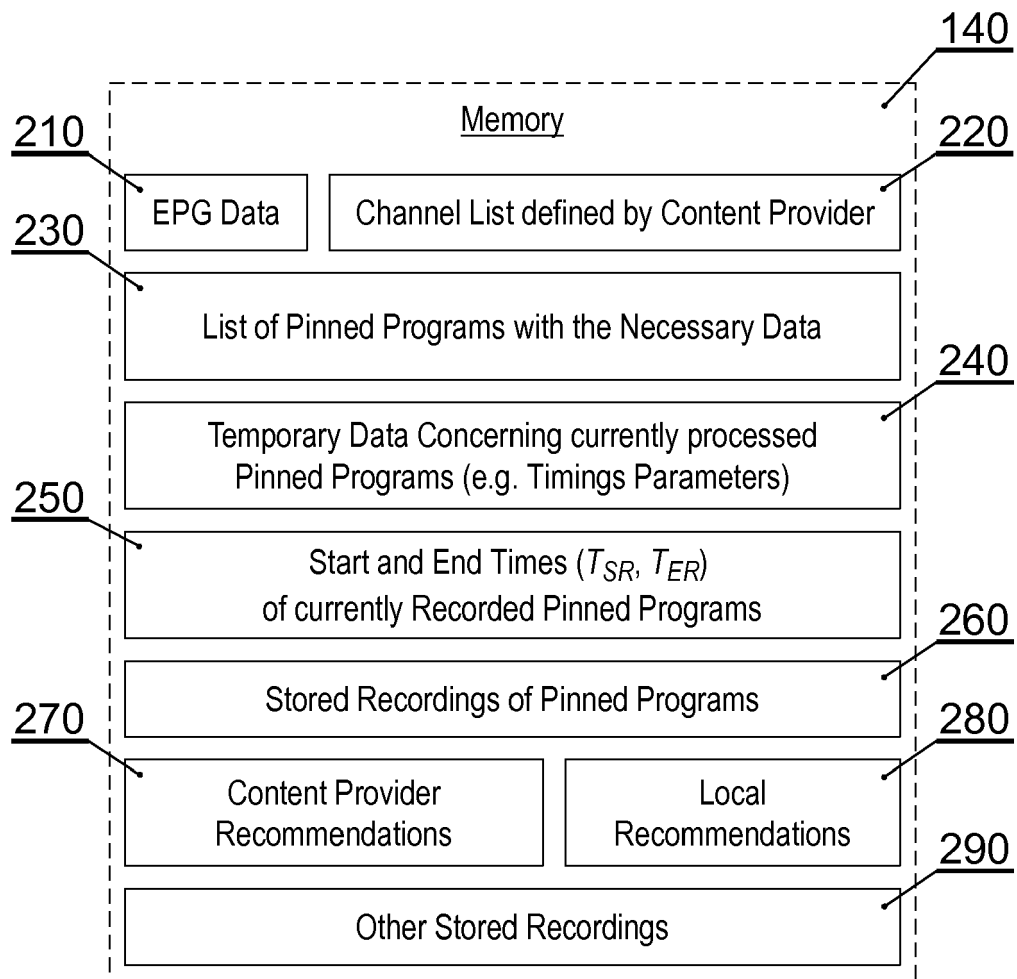 140
Memory
210
220
EPG Data
Channel List defined by Content Provider
230
List of Pinned Programs with the Necessary Data
240
Temporary Data Concerning currently processed
Pinned Programs (e.g. Timings Parameters)
250
Start and End Times (TSR, TER)
of currently Recorded Pinned Programs
260
Stored Recordings of Pinned Programs
270
280
Content Provider
Recommendations
Local
Recommendations
290
Other Stored Recordings